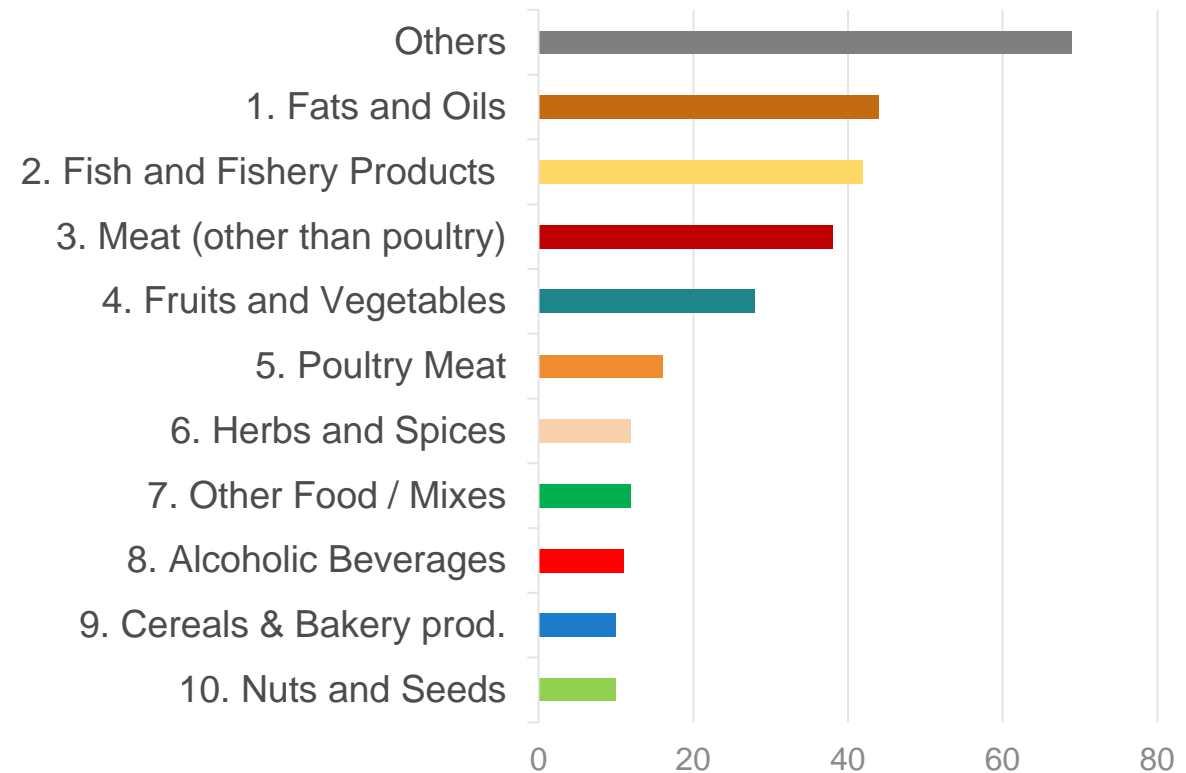 Others
1. Fats and Oils
2. Fish and Fishery Products
3. Meat (other than poultry)
4. Fruits and Vegetables
5. Poultry Meat
6. Herbs and Spices
7. Other Food / Mixes
8. Alcoholic Beverages
9. Cereals & Bakery prod.
10. Nuts and Seeds
0 20 40 60 80